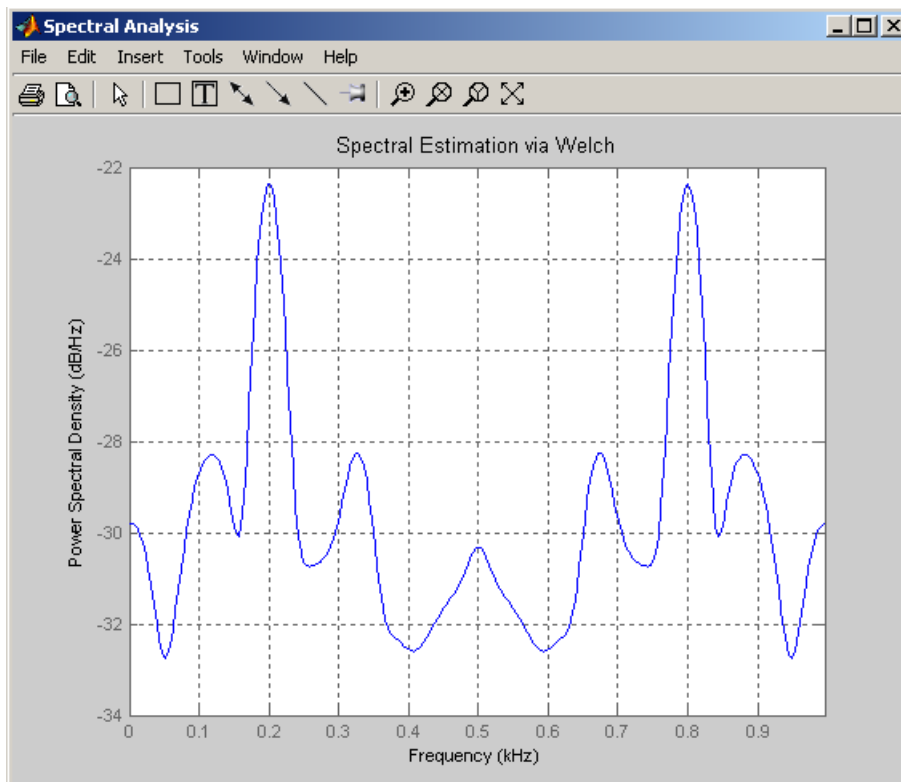 Spectral Analysis
File Edit Insert Tools Window Help
T
Spectral Estimation via Welch
Power Spectral Density (dB/Hz)
-22
-24
-26
-28
-30
-32
-34
0 0.1 0.2 0.3 0.4 0.5 0.6 0.7 0.8 0.9
Frequency (kHz)